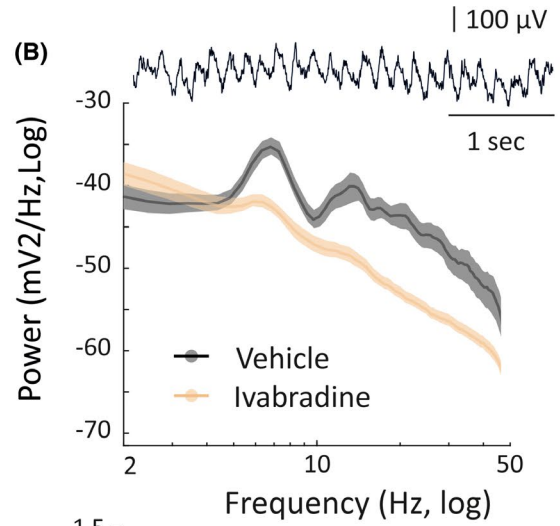 100 µV
(B)
1 sec
-30
-40
-50
-60
-70
Power (mV2/Hz,Log)
Vehicle
Ivabradine
2 10 50
Frequency (Hz, log)